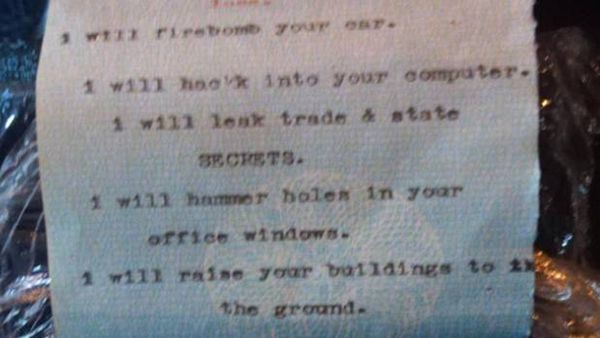 i will firebomb your car.
i will hack into your computer.
i will leak trade & state
SECRETS.
i will hammer holes in your
office windows.
i will raise your buildings to
the ground.